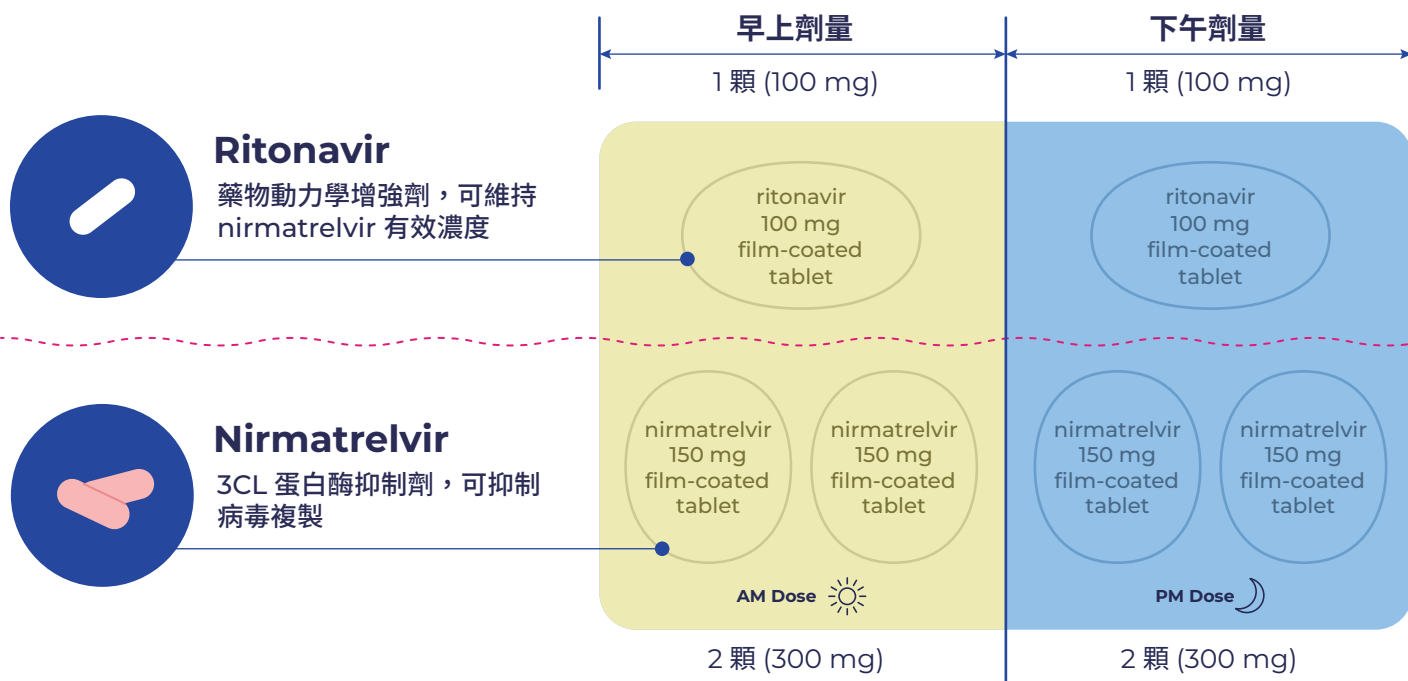 早上劑量
下午劑量
1 顆 (100 mg)
1 顆 (100 mg)
Ritonavir
藥物動力學增強劑，可維持
nirmatrelvir 有效濃度
ritonavir
100 mg
film-coated
tablet
ritonavir
100 mg
film-coated
tablet
Nirmatrelvir
3CL 蛋白酶抑制劑，可抑制
病毒複製
nirmatrelvir
150 mg
film-coated
tablet
nirmatrelvir
150 mg
film-coated
tablet
nirmatrelvir
150 mg
film-coated
tablet
nirmatrelvir
150 mg
film-coated
tablet
AM Dose
PM Dose
2 顆 (300 mg)
2 顆 (300 mg)